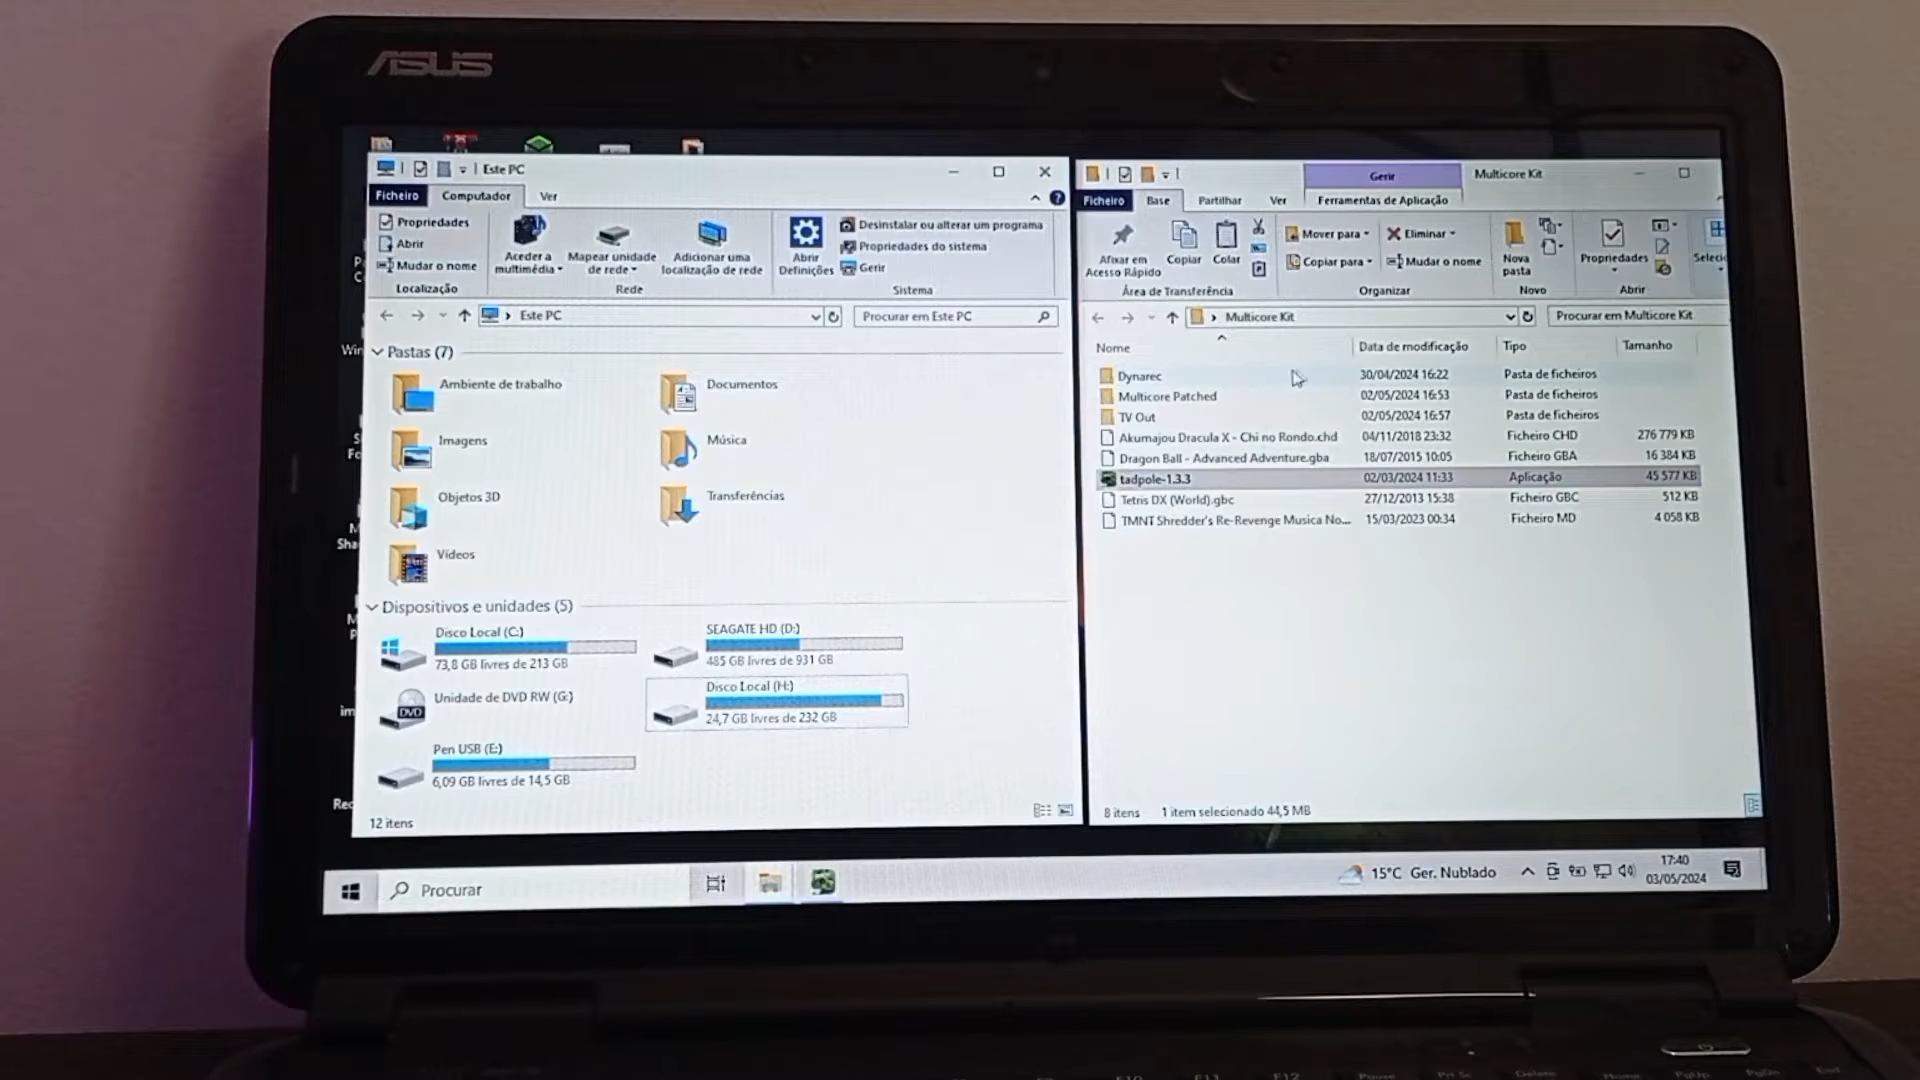 ASUS
Este PC
Ficheiro Computador Ver
Propriedades
Abrir
Mudar o nome
Localização
Aceder a multimédia
Mapear unidade de rede
Adicionar uma localização de rede
Rede
Abrir Definições
Desinstalar ou alterar um programa
Propriedades do sistema
Gerir
Sistema
Este PC
Procurar em Este PC
Pastas (7)
Ambiente de trabalho
Documentos
Imagens
Música
Objetos 3D
Transferências
Vídeos
Dispositivos e unidades (5)
Disco Local (C:)
73,8 GB livres de 213 GB
SEAGATE HD (D:)
485 GB livres de 931 GB
Unidade de DVD RW (G:)
DVD
Disco Local (H:)
24,7 GB livres de 232 GB
Pen USB (E:)
6,09 GB livres de 14,5 GB
12 itens
Gerir
Multicore Kit
Ficheiro Base Partilhar Ver Ferramentas de Aplicação
Afixar em Acesso Rápido
Copiar
Colar
Área de Transferência
Mover para
Copiar para
Eliminar
Mudar o nome
Organizar
Nova pasta
Novo
Propriedades
Abrir
Multicore Kit
Procurar em Multicore Kit
Nome Data de modificação Tipo Tamanho
Dynarec 30/04/2024 16:22 Pasta de ficheiros
Multicore Patched 02/05/2024 16:53 Pasta de ficheiros
TV Out 02/05/2024 16:57 Pasta de ficheiros
Akumajou Dracula X - Chi no Rondo.chd 04/11/2018 23:32 Ficheiro CHD 276 779 KB
Dragon Ball - Advanced Adventure.gba 18/07/2015 10:05 Ficheiro GBA 16 384 KB
tadpole-1.3.3 02/03/2024 11:33 Aplicação 45 577 KB
Tetris DX (World).gbc 27/12/2013 15:38 Ficheiro GBC 512 KB
TMNT Shredder's Re-Revenge Musica No... 15/03/2023 00:34 Ficheiro MD 4 058 KB
8 itens 1 item selecionado 44,5 MB
Procurar
15°C Ger. Nublado
17:40
03/05/2024
F10 F11 F12